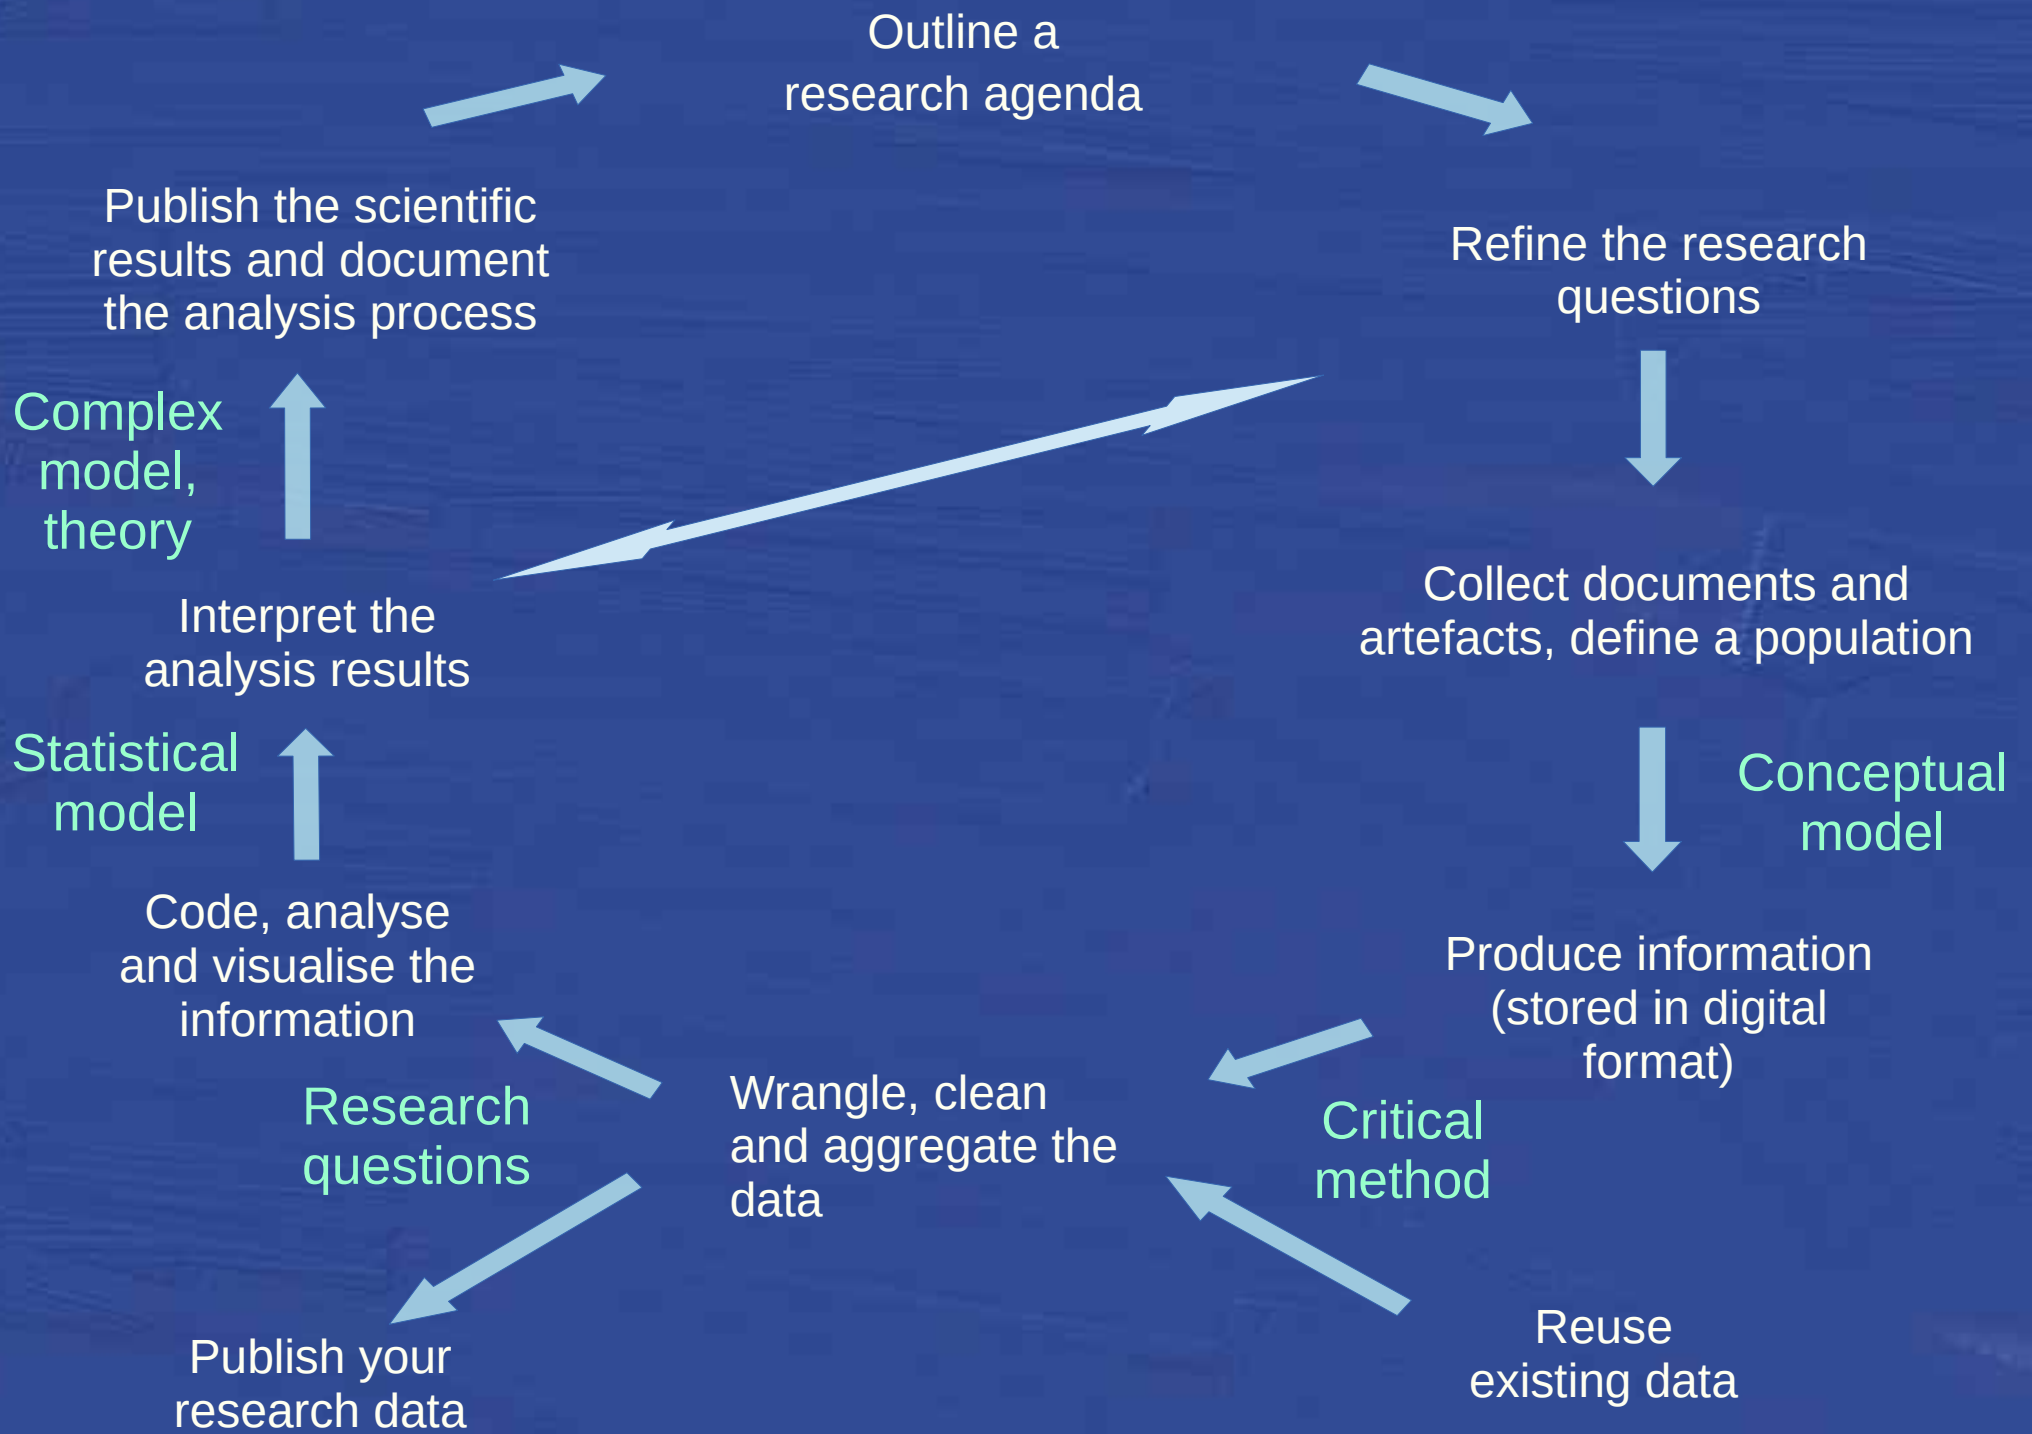 Outline a
research agenda
Publish the scientific
results and document
the analysis process
Refine the research
questions
Complex
model,
theory
Interpret the
analysis results
Collect documents and
artefacts, define a population
Statistical
model
Conceptual
model
Code, analyse
and visualise the
information
Produce information
(stored in digital
format)
Research
questions
Wrangle, clean
and aggregate the
data
Critical
method
Publish your
research data
Reuse
existing data